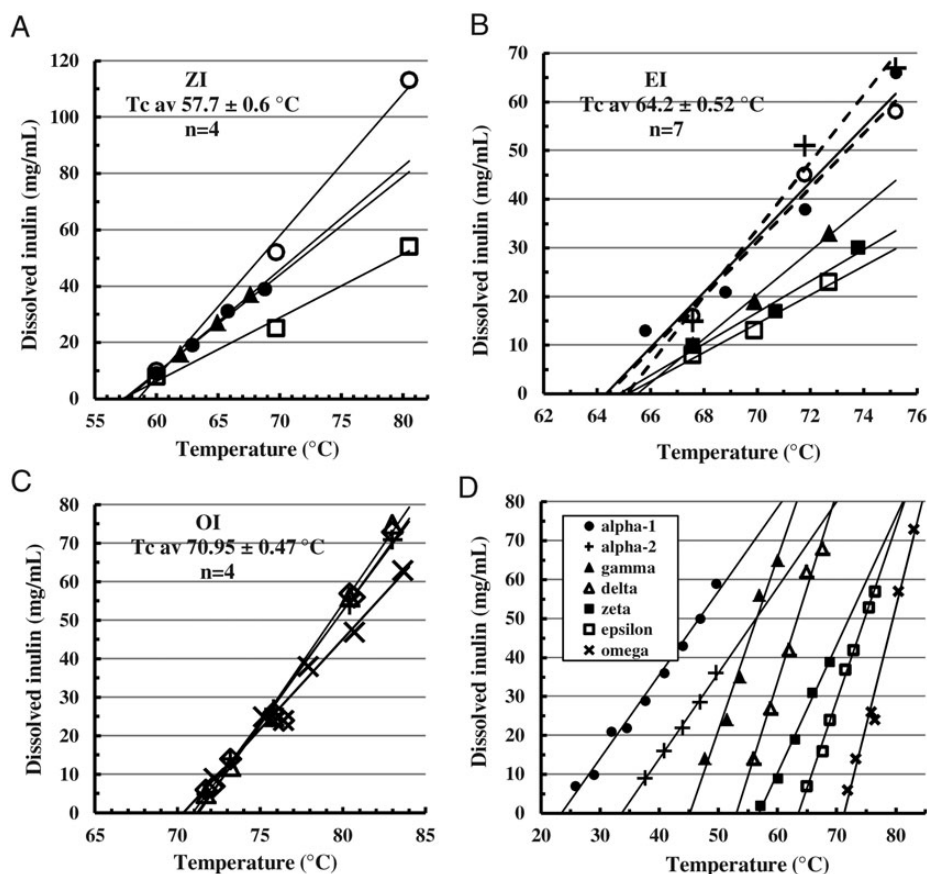 A
Dissolved inulin (mg/mL)
120
100
80
60
40
20
0
ZI
Tc av 57.7 ± 0.6 °C
n=4
55 60 65 70 75 80
Temperature (°C)
B
Dissolved inulin (mg/mL)
70
60
50
40
30
20
10
0
EI
Tc av 64.2 ± 0.52 °C
n=7
62 64 66 68 70 72 74 76
Temperature (°C)
C
Dissolved inulin (mg/mL)
80
70
60
50
40
30
20
10
0
OI
Tc av 70.95 ± 0.47 °C
n=4
65 70 75 80 85
Temperature (°C)
D
Dissolved inulin (mg/mL)
80
70
60
50
40
30
20
10
0
alpha-1
alpha-2
gamma
delta
zeta
epsilon
omega
20 30 40 50 60 70 80
Temperature (°C)